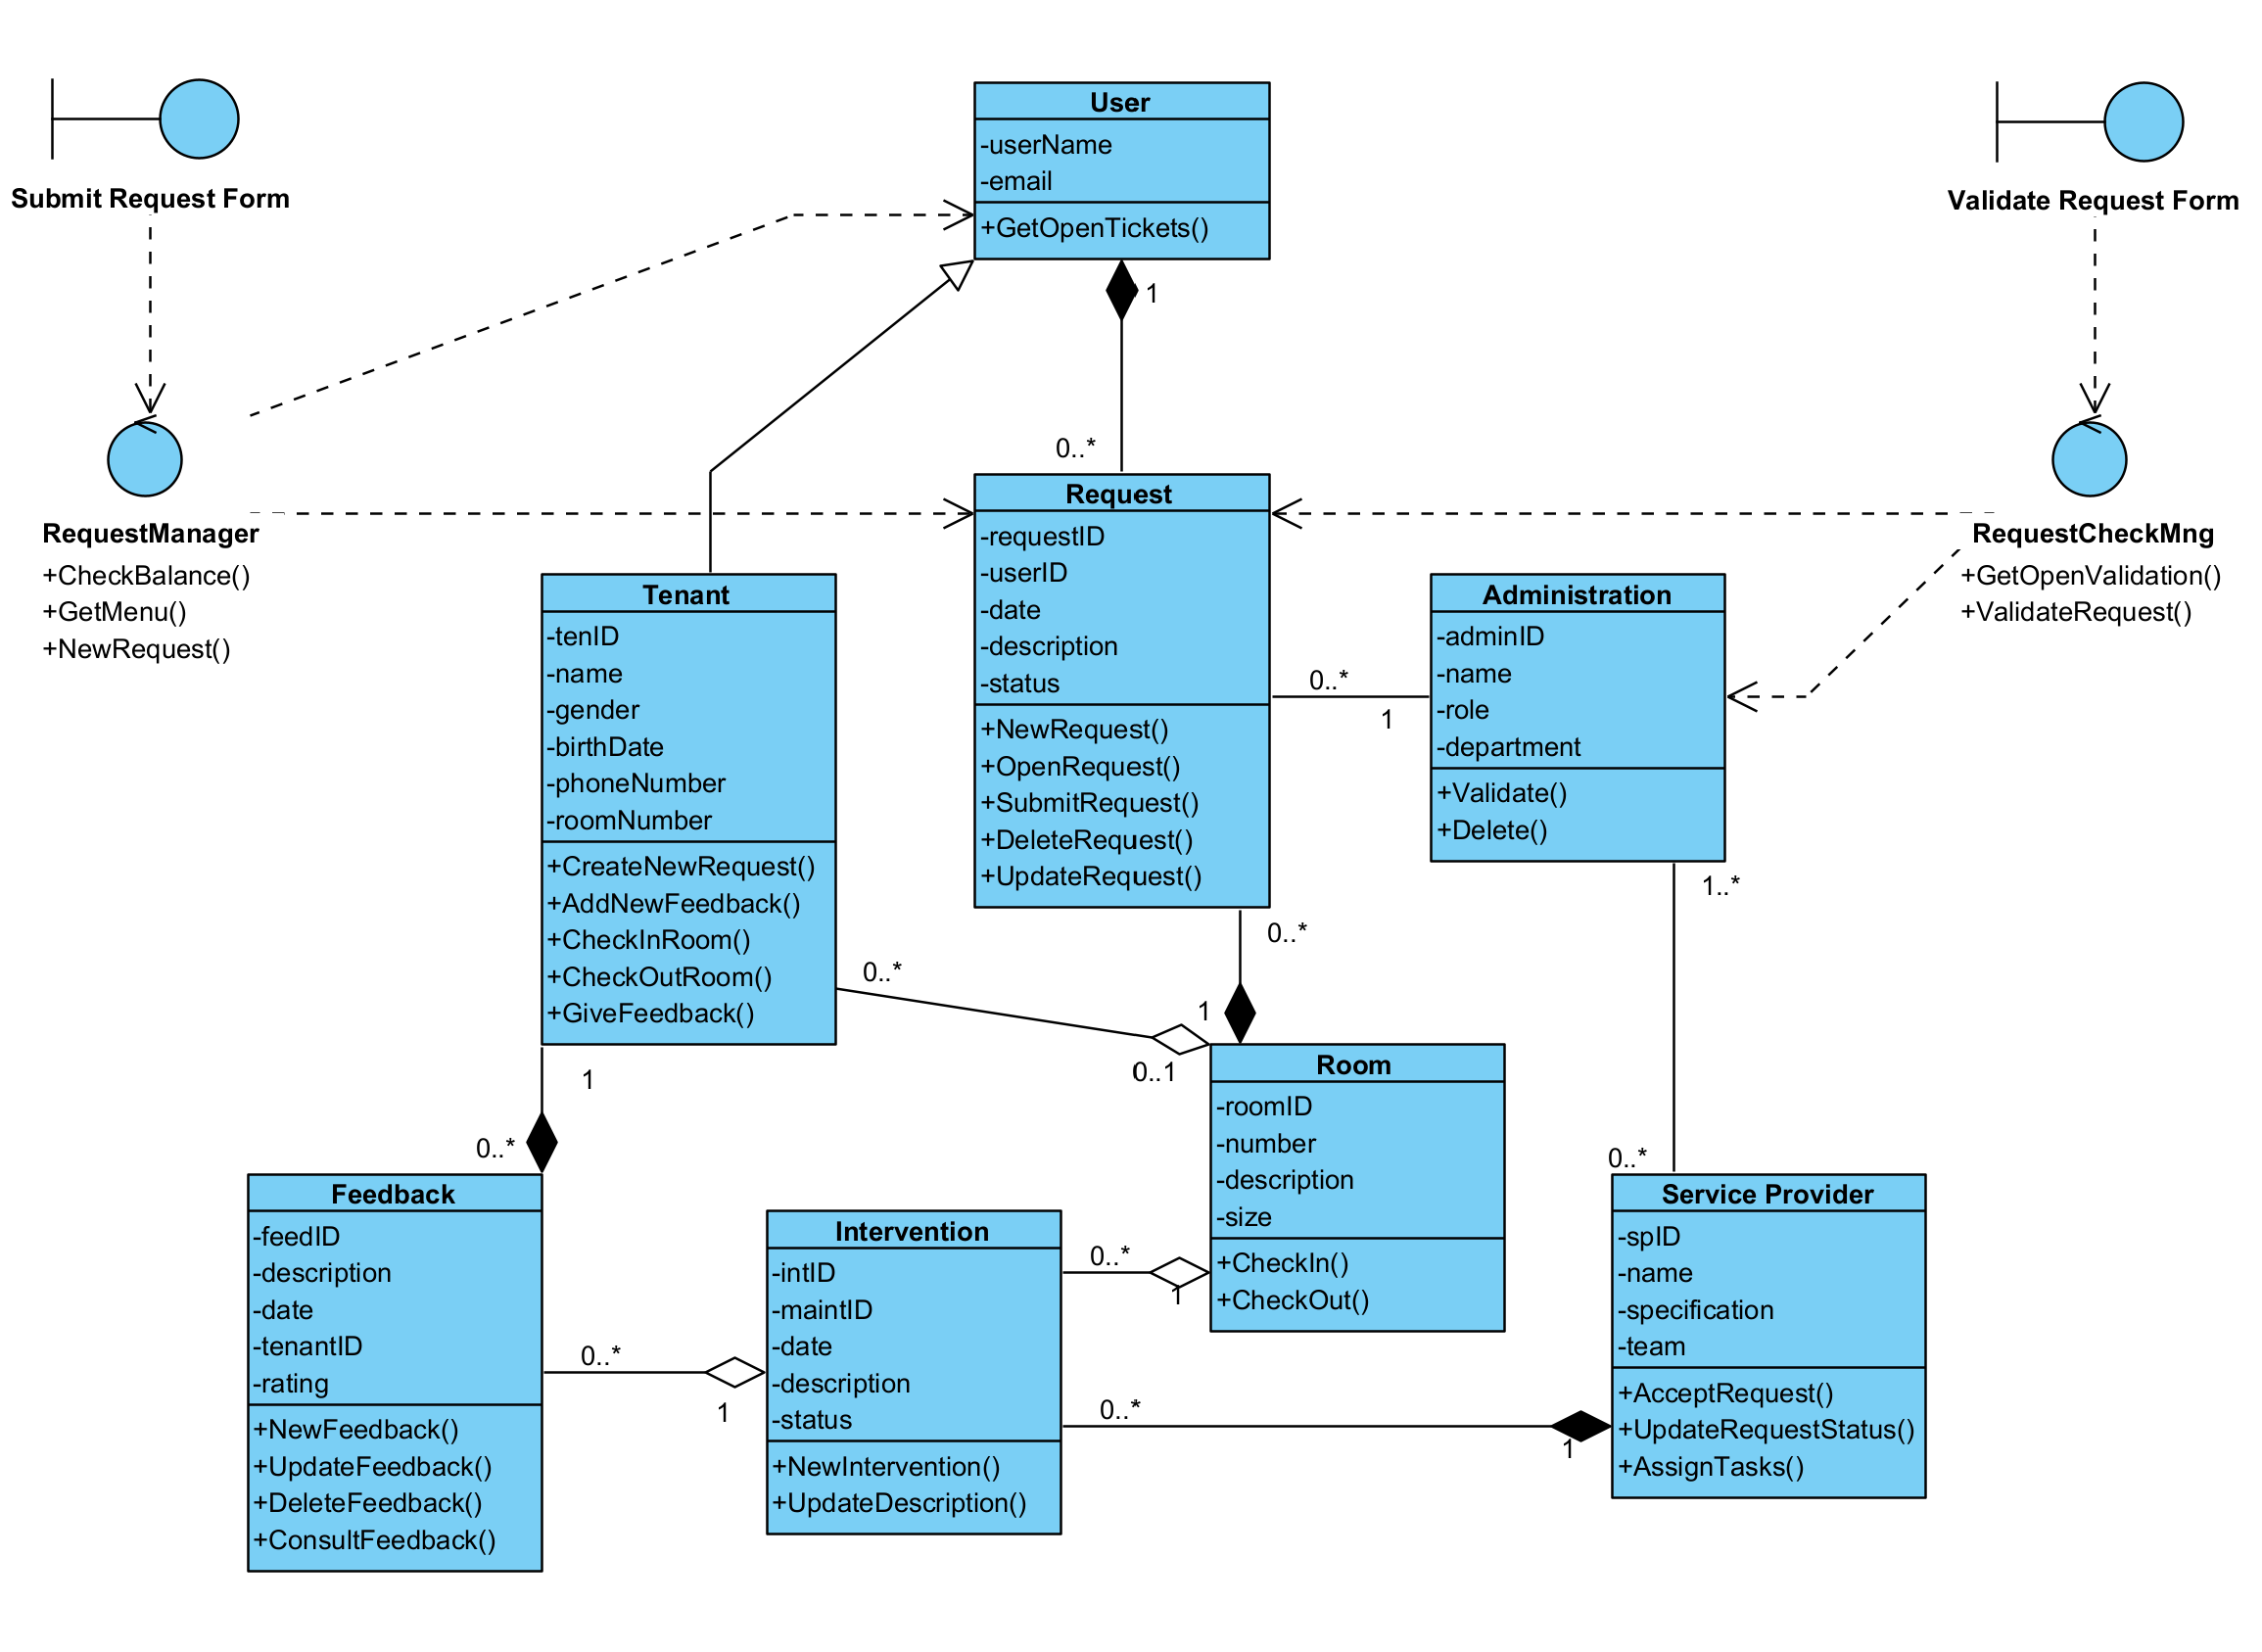 Submit Request Form
User
-userName
-email
+GetOpenTickets()
Validate Request Form
1
0..*
RequestManager
+CheckBalance()
+GetMenu()
+NewRequest()
Request
-requestID
-userID
-date
-description
-status
+NewRequest()
+OpenRequest()
+SubmitRequest()
+DeleteRequest()
+UpdateRequest()
RequestCheckMng
+GetOpenValidation()
+ValidateRequest()
Tenant
-tenID
-name
-gender
-birthDate
-phoneNumber
-roomNumber
+CreateNewRequest()
+AddNewFeedback()
+CheckInRoom()
+CheckOutRoom()
+GiveFeedback()
0..*
1
Administration
-adminID
-name
-role
-department
+Validate()
+Delete()
1..*
0..*
0..*
1
0..*
0..1
1
0..*
Room
-roomID
-number
-description
-size
+CheckIn()
+CheckOut()
0..*
Feedback
-feedID
-description
-date
-tenantID
-rating
+NewFeedback()
+UpdateFeedback()
+DeleteFeedback()
+ConsultFeedback()
0..*
1
Intervention
-intID
-maintID
-date
-description
-status
+NewIntervention()
+UpdateDescription()
0..*
1
0..*
1
Service Provider
-spID
-name
-specification
-team
+AcceptRequest()
+UpdateRequestStatus()
+AssignTasks()